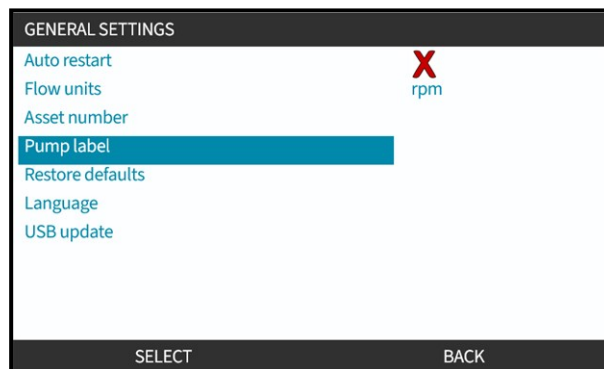 GENERAL SETTINGS
Auto restart X
Flow units rpm
Asset number
Pump label
Restore defaults
Language
USB update
SELECT BACK